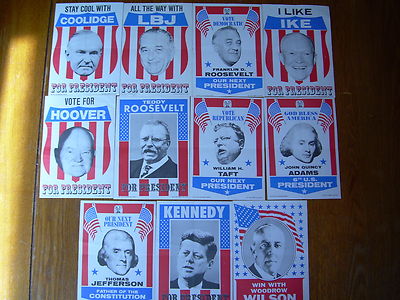 STAY COOL WITH
COOLIDGE
FOR PRESIDENT
ALL THE WAY WITH
LBJ
FOR PRESIDENT
VOTE
DEMOCRATIC
FRANKLIN D.
ROOSEVELT
OUR NEXT
PRESIDENT
I LIKE
IKE
FOR PRESIDENT
VOTE FOR
HOOVER
FOR PRESIDENT
TEDDY
ROOSEVELT
FOR PRESIDENT
VOTE
REPUBLICAN
WILLIAM H.
TAFT
OUR NEXT
PRESIDENT
GOD BLESS
AMERICA
JOHN QUINCY
ADAMS
6th U.S.
PRESIDENT
OUR NEXT
PRESIDENT
THOMAS
JEFFERSON
FATHER OF THE
CONSTITUTION
KENNEDY
FOR PRESIDENT
WIN WITH
WOODROW
WILSON